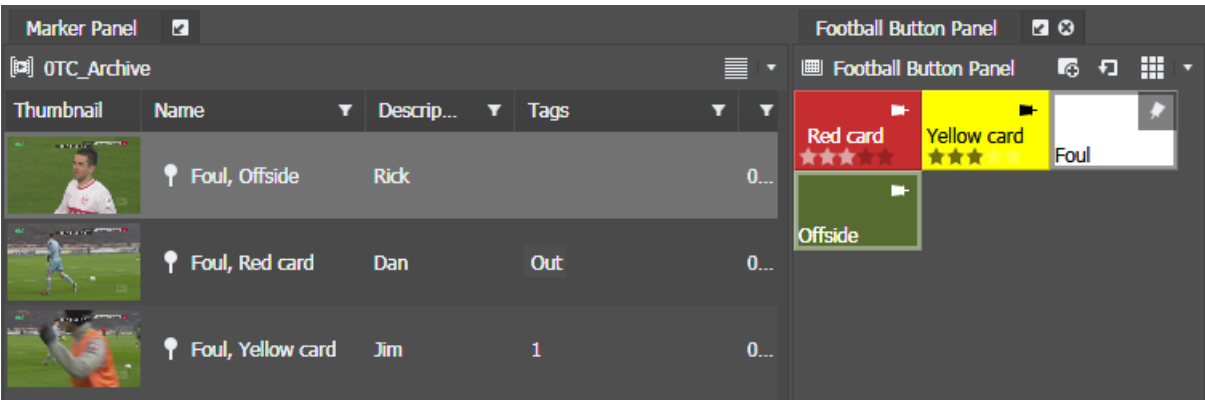 Marker Panel
Football Button Panel
0TC_Archive
Football Button Panel
Thumbnail Name Descrip... Tags
Foul, Offside Rick 0...
Foul, Red card Dan Out 0...
Foul, Yellow card Jim 1 0...
Red card Yellow card Foul
Offside